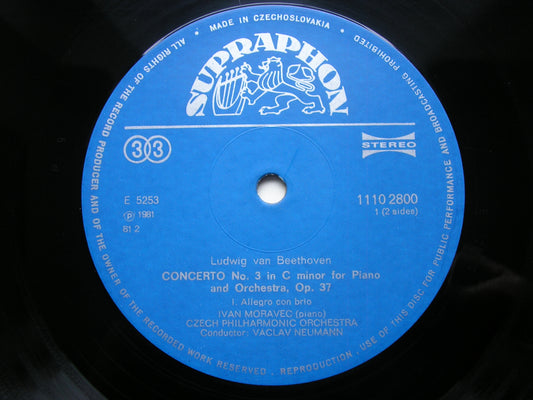 MADE IN CZECHOSLOVAKIA
SUPRAPHON
33
STEREO
E 5253
℗ 1981
81 2
1110 2800
1 (2 sides)
Ludwig van Beethoven
CONCERTO No. 3 in C minor for Piano
and Orchestra, Op. 37
I. Allegro con brio
IVAN MORAVEC (piano)
CZECH PHILHARMONIC ORCHESTRA
Conductor: VÁCLAV NEUMANN
ALL RIGHTS OF THE RECORD PRODUCER AND OF THE OWNER OF THE RECORDED WORK RESERVED . REPRODUCTION , USE OF THIS DISC FOR PUBLIC PERFORMANCE AND BROADCASTING PROHIBITED